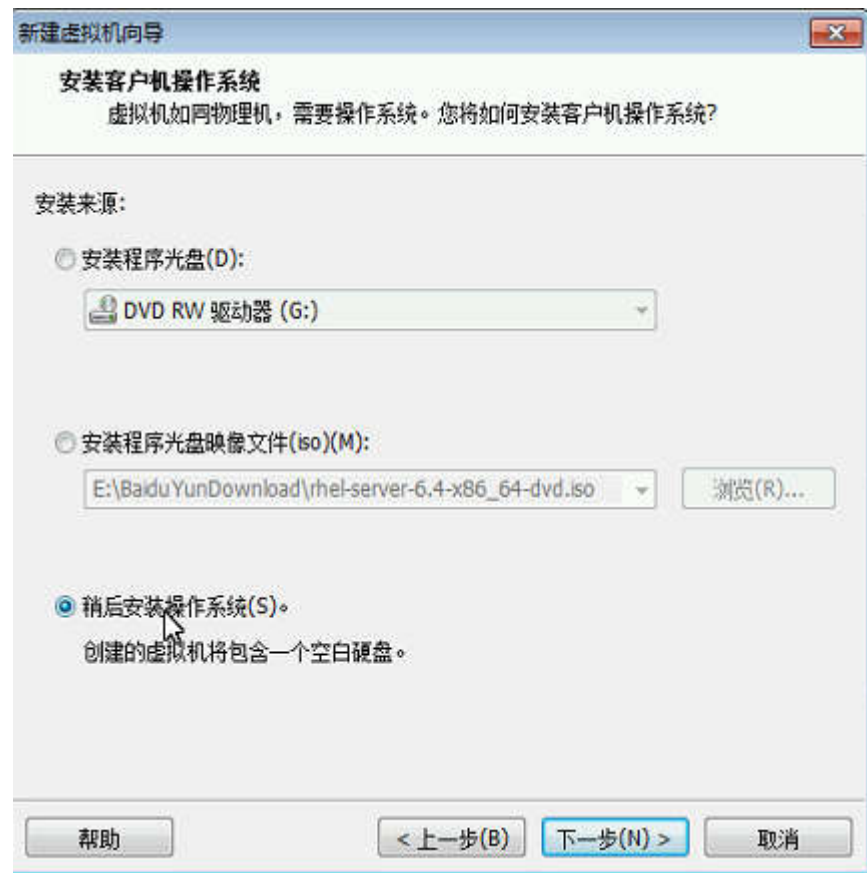 新建虚拟机向导
安装客户机操作系统
虚拟机如同物理机，需要操作系统。您将如何安装客户机操作系统?
安装来源:
安装程序光盘(D):
DVD RW 驱动器 (G:)
安装程序光盘映像文件(iso)(M):
E:\BaiduYunDownload\rhel-server-6.4-x86_64-dvd.iso 浏览(R)...
稍后安装操作系统(S)。
创建的虚拟机将包含一个空白硬盘。
帮助 < 上一步(B) 下一步(N) > 取消